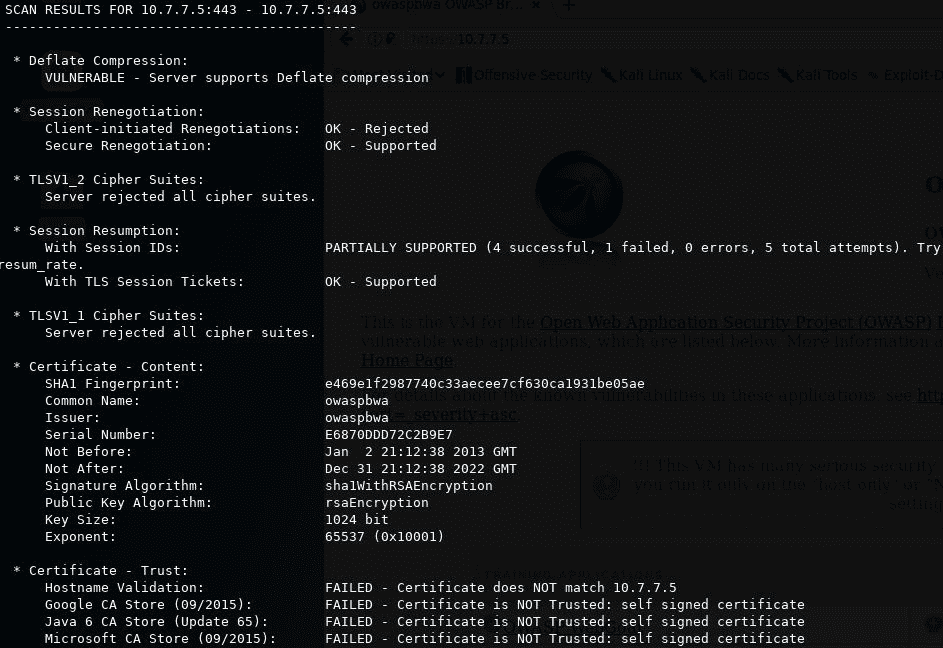 SCAN RESULTS FOR 10.7.7.5:443 - 10.7.7.5:443
--------------------------------------------
* Deflate Compression:
VULNERABLE - Server supports Deflate compression
* Session Renegotiation:
Client-initiated Renegotiations: OK - Rejected
Secure Renegotiation: OK - Supported
* TLSV1_2 Cipher Suites:
Server rejected all cipher suites.
* Session Resumption:
With Session IDs: PARTIALLY SUPPORTED (4 successful, 1 failed, 0 errors, 5 total attempts). Try
resum_rate.
With TLS Session Tickets: OK - Supported
* TLSV1_1 Cipher Suites:
Server rejected all cipher suites.
* Certificate - Content:
SHA1 Fingerprint: e469e1f2987740c33aecee7cf630ca1931be05ae
Common Name: owaspbwa
Issuer: owaspbwa
Serial Number: E6870DDD72C2B9E7
Not Before: Jan 2 21:12:38 2013 GMT
Not After: Dec 31 21:12:38 2022 GMT
Signature Algorithm: sha1WithRSAEncryption
Public Key Algorithm: rsaEncryption
Key Size: 1024 bit
Exponent: 65537 (0x10001)
* Certificate - Trust:
Hostname Validation: FAILED - Certificate does NOT match 10.7.7.5
Google CA Store (09/2015): FAILED - Certificate is NOT Trusted: self signed certificate
Java 6 CA Store (Update 65): FAILED - Certificate is NOT Trusted: self signed certificate
Microsoft CA Store (09/2015): FAILED - Certificate is NOT Trusted: self signed certificate
owaspbwa OWASP Br...
https://10.7.7.5
Offensive Security Kali Linux Kali Docs Kali Tools Exploit-D
This is the VM for the Open Web Application Security Project (OWASP)
vulnerable web applications, which are listed below. More information a
Home Page
details about the known vulnerabilities in these applications, see htt
_severity+asc.
!!! This VM has many serious security
you run it only on the "host only" or "N
setting
TRAINING APPLICATIONS